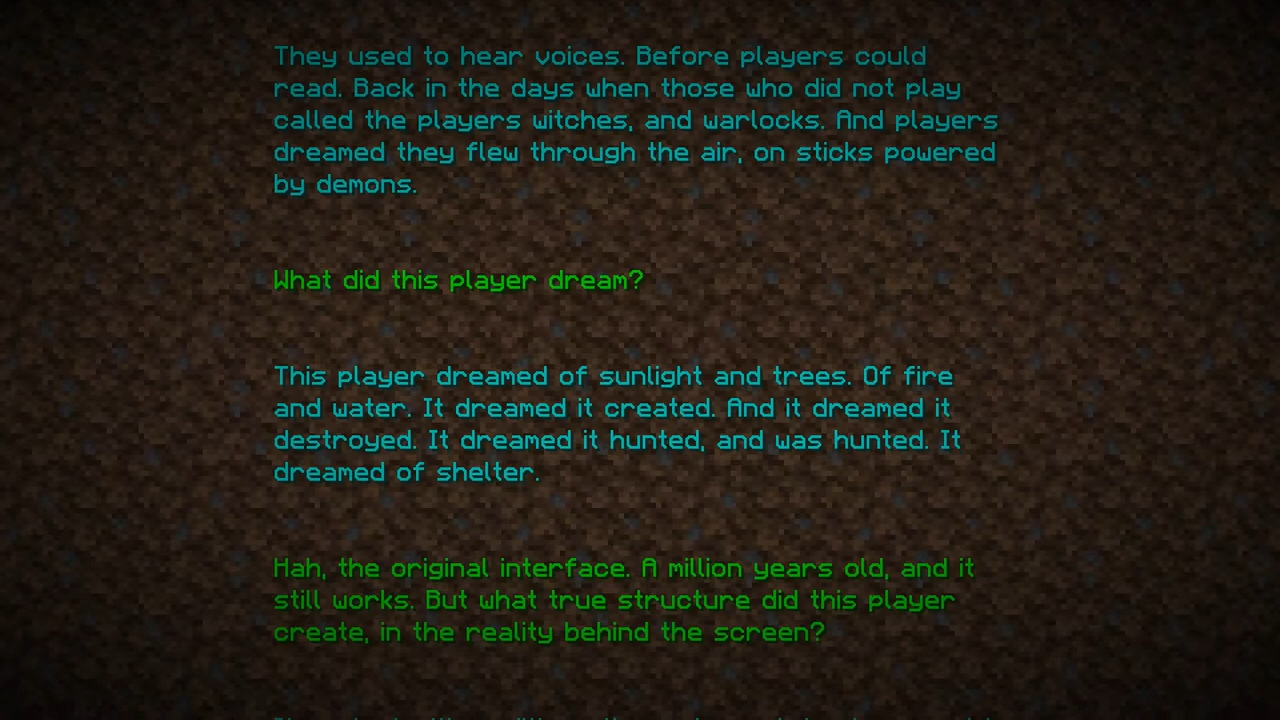 They used to hear voices. Before players could
read. Back in the days when those who did not play
called the players witches, and warlocks. And players
dreamed they flew through the air, on sticks powered
by demons.
What did this player dream?
This player dreamed of sunlight and trees. Of fire
and water. It dreamed it created. And it dreamed it
destroyed. It dreamed it hunted, and was hunted. It
dreamed of shelter.
Hah, the original interface. A million years old, and it
still works. But what true structure did this player
create, in the reality behind the screen?